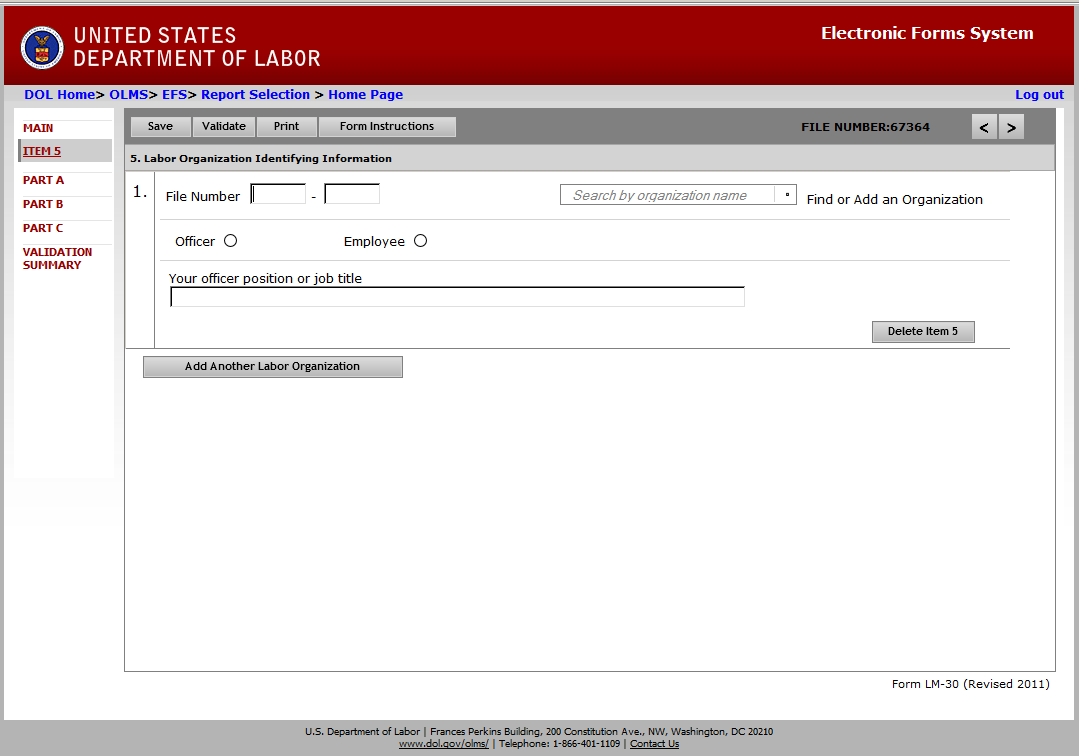 UNITED STATES
DEPARTMENT OF LABOR
Electronic Forms System
DOL Home> OLMS> EFS> Report Selection > Home Page
Log out
MAIN
ITEM 5
PART A
PART B
PART C
VALIDATION
SUMMARY
Save Validate Print Form Instructions
FILE NUMBER:67364
< >
5. Labor Organization Identifying Information
1. File Number - Search by organization name Find or Add an Organization
Officer Employee
Your officer position or job title
Delete Item 5
Add Another Labor Organization
Form LM-30 (Revised 2011)
U.S. Department of Labor | Frances Perkins Building, 200 Constitution Ave., NW, Washington, DC 20210
www.dol.gov/olms/ | Telephone: 1-866-401-1109 | Contact Us